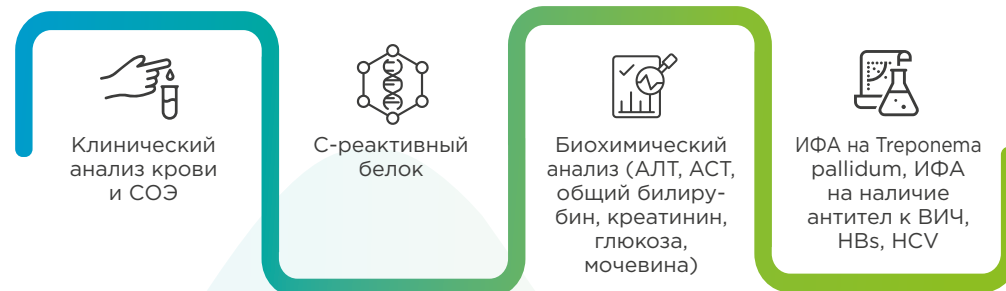 Клинический
анализ крови
и СОЭ
С-реактивный
белок
Биохимический
анализ (АЛТ, АСТ,
общий билиру-
бин, креатинин,
глюкоза,
мочевина)
ИФА на Treponema
pallidum, ИФА
на наличие
антител к ВИЧ,
HBs, HCV